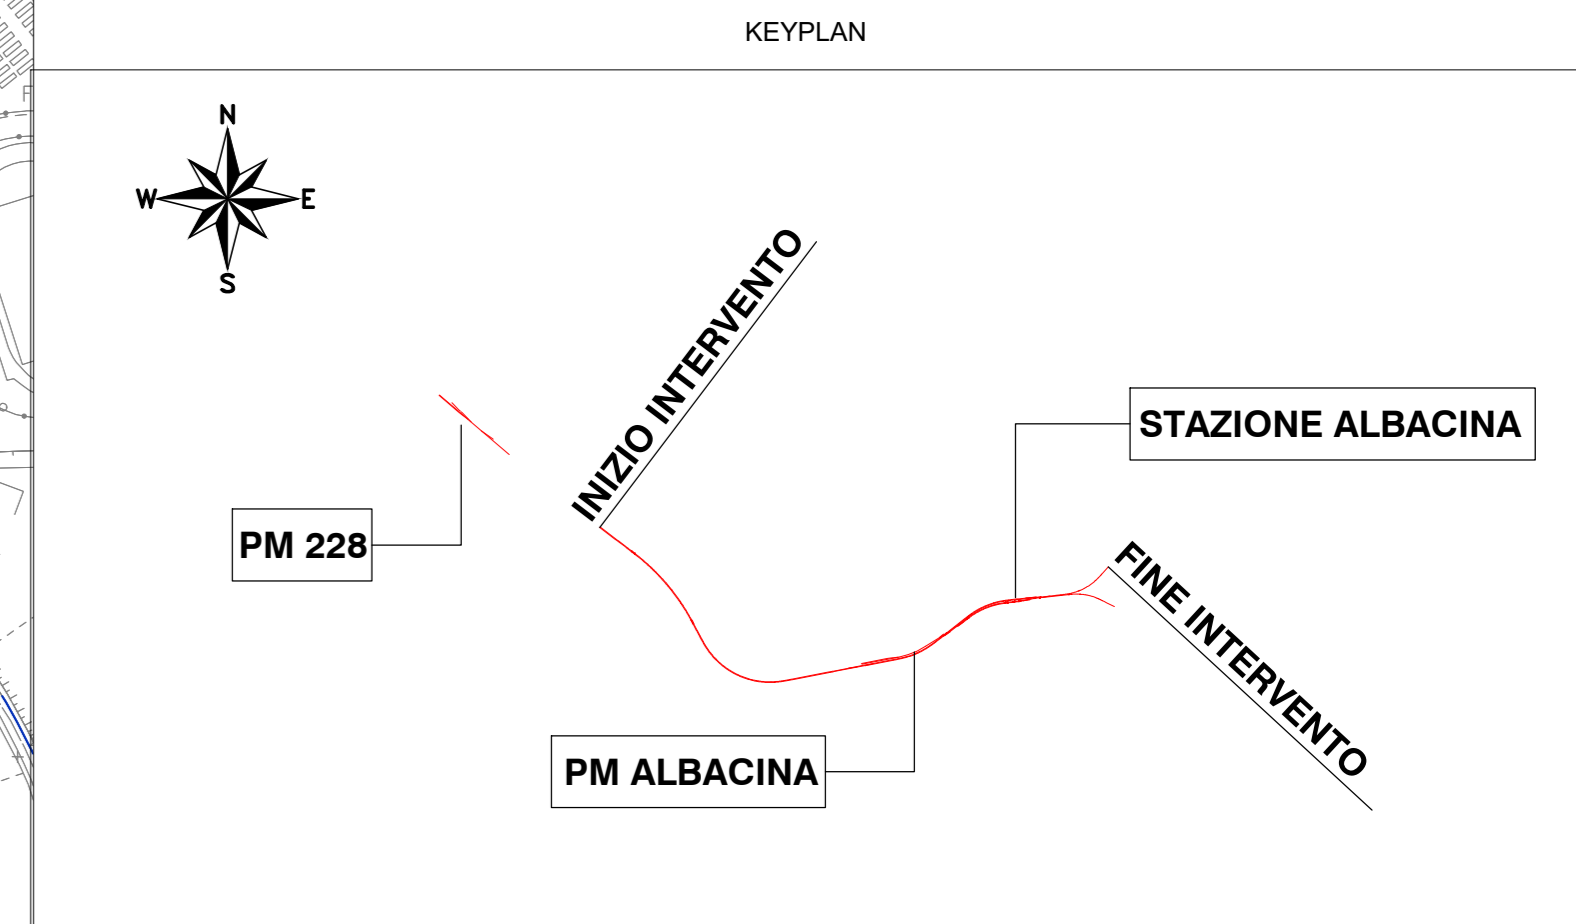 KEYPLAN
N
W
E
S
INIZIO INTERVENTO
STAZIONE ALBACINA
PM 228
FINE INTERVENTO
PM ALBACINA